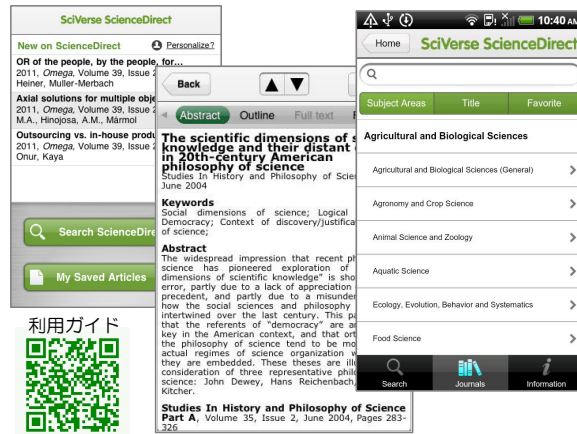 SciVerse ScienceDirect
New on ScienceDirect
Personalize?
OR of the people, by the people, for...
2011, Omega, Volume 39, Issue 2
Heiner, Muller-Merbach
Axial solutions for multiple obje
2011, Omega, Volume 39, Issue
M.A., Hinojosa, A.M., Mármol
Outsourcing vs. in-house produ
2011, Omega, Volume 39, Issue
Onur, Kaya
Search ScienceDire
My Saved Articles
利用ガイド
Back
Abstract Outline Full text
The scientific dimensions of s
knowledge and their distant
in 20th-century American
philosophy of science
Studies In History and Philosophy of Scie
June 2004
Keywords
Social dimensions of science; Logical
Democracy; Context of discovery/justifica
of science;
Abstract
The widespread impression that recent ph
science has pioneered exploration of
dimensions of scientific knowledge” is sho
error, partly due to a lack of appreciation
precedent, and partly due to a misunder
how the social sciences and philosophy
intertwined over the last century. This pa
that the referents of “democracy” are an
key in the American context, and that ort
the philosophy of science tend to be mo
actual regimes of science organization w
they are embedded. These theses are illu
consideration of three representative phil
science: John Dewey, Hans Reichenbach,
Kitcher.
Studies In History and Philosophy of Science
Part A, Volume 35, Issue 2, June 2004, Pages 283-
326
10:40 AM
Home
SciVerse ScienceDirect
Subject Areas Title Favorite
Agricultural and Biological Sciences
Agricultural and Biological Sciences (General)
Agronomy and Crop Science
Animal Science and Zoology
Aquatic Science
Ecology, Evolution, Behavior and Systematics
Food Science
Search Journals Information